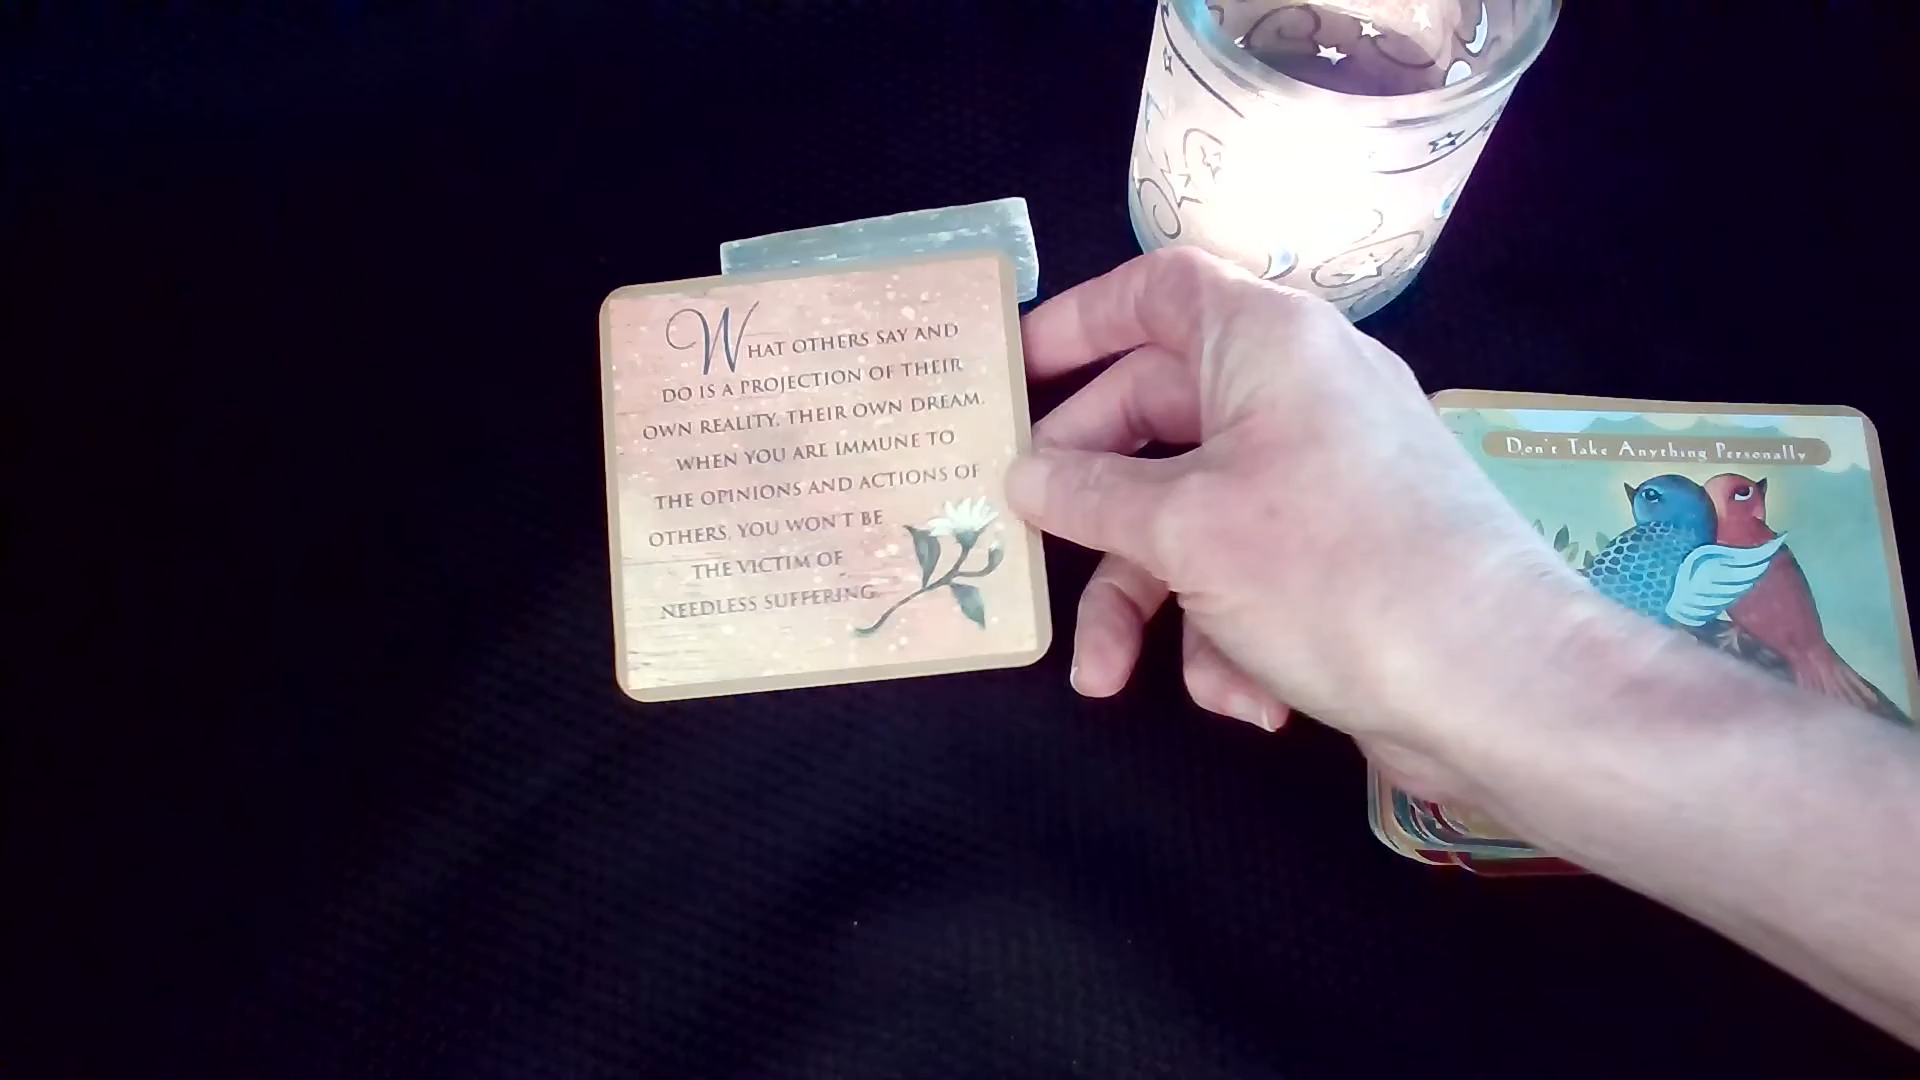 WHAT OTHERS SAY AND
DO IS A PROJECTION OF THEIR
OWN REALITY, THEIR OWN DREAM.
WHEN YOU ARE IMMUNE TO
THE OPINIONS AND ACTIONS OF
OTHERS, YOU WON'T BE
THE VICTIM OF
NEEDLESS SUFFERING.
Don't Take Anything Personally